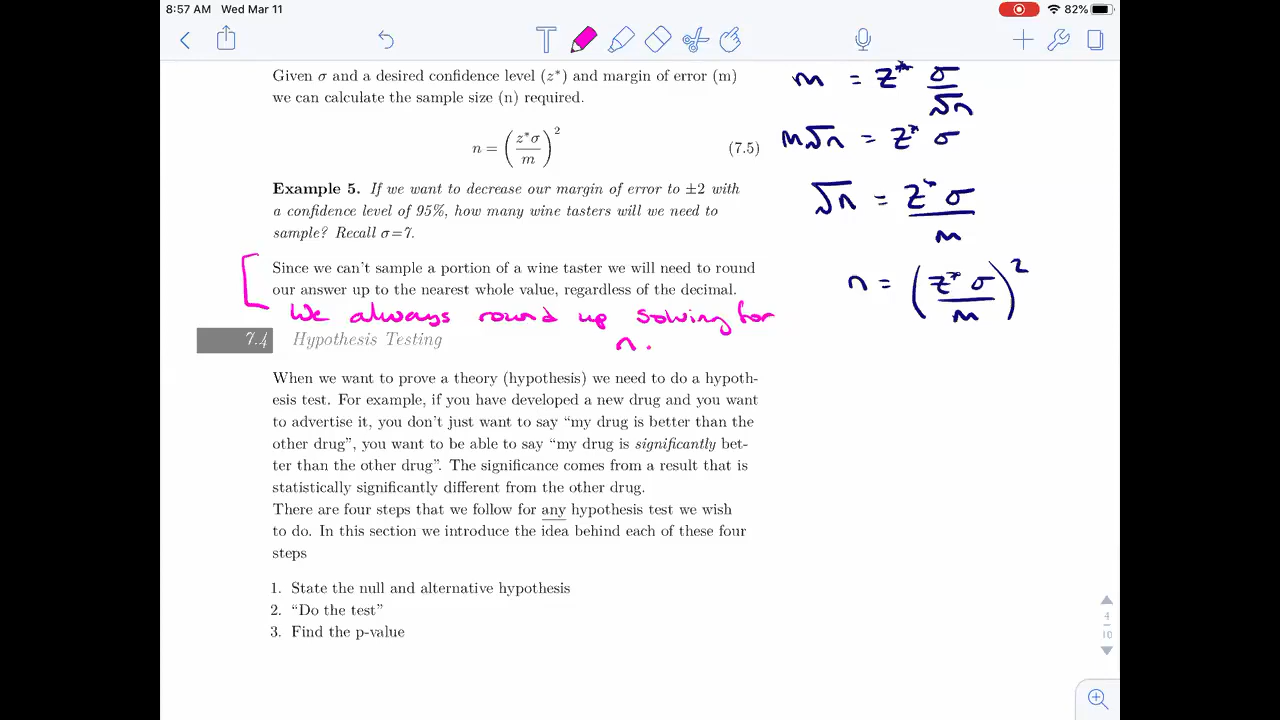 8:57 AM Wed Mar 11
82%
Given σ and a desired confidence level (z*) and margin of error (m)
we can calculate the sample size (n) required.
n = (z*σ / m)² (7.5)
Example 5. If we want to decrease our margin of error to ±2 with
a confidence level of 95%, how many wine tasters will we need to
sample? Recall σ=7.
Since we can't sample a portion of a wine taster we will need to round
our answer up to the nearest whole value, regardless of the decimal.
We always round up solving for
n.
7.4 Hypothesis Testing
When we want to prove a theory (hypothesis) we need to do a hypoth-
esis test. For example, if you have developed a new drug and you want
to advertise it, you don't just want to say “my drug is better than the
other drug”, you want to be able to say “my drug is significantly bet-
ter than the other drug”. The significance comes from a result that is
statistically significantly different from the other drug.
There are four steps that we follow for any hypothesis test we wish
to do. In this section we introduce the idea behind each of these four
steps
1. State the null and alternative hypothesis
2. “Do the test”
3. Find the p-value
m = z* σ / √n
m√n = z* σ
√n = z* σ / m
n = (z* σ / m)²
4
10